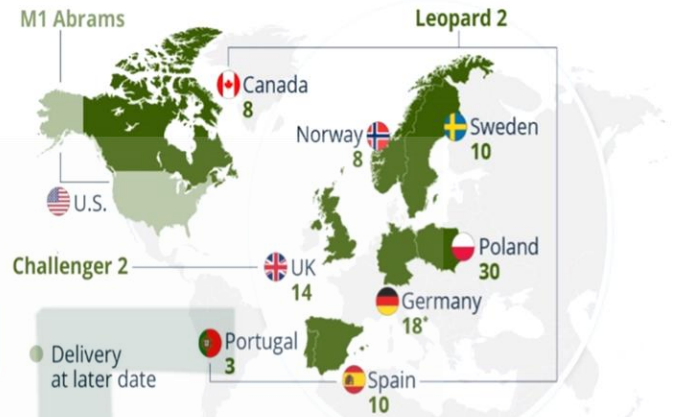 M1 Abrams
Leopard 2
Canada
8
Norway
8
Sweden
10
U.S.
Challenger 2
UK
14
Poland
30
Germany
18*
Portugal
3
Delivery
at later date
Spain
10